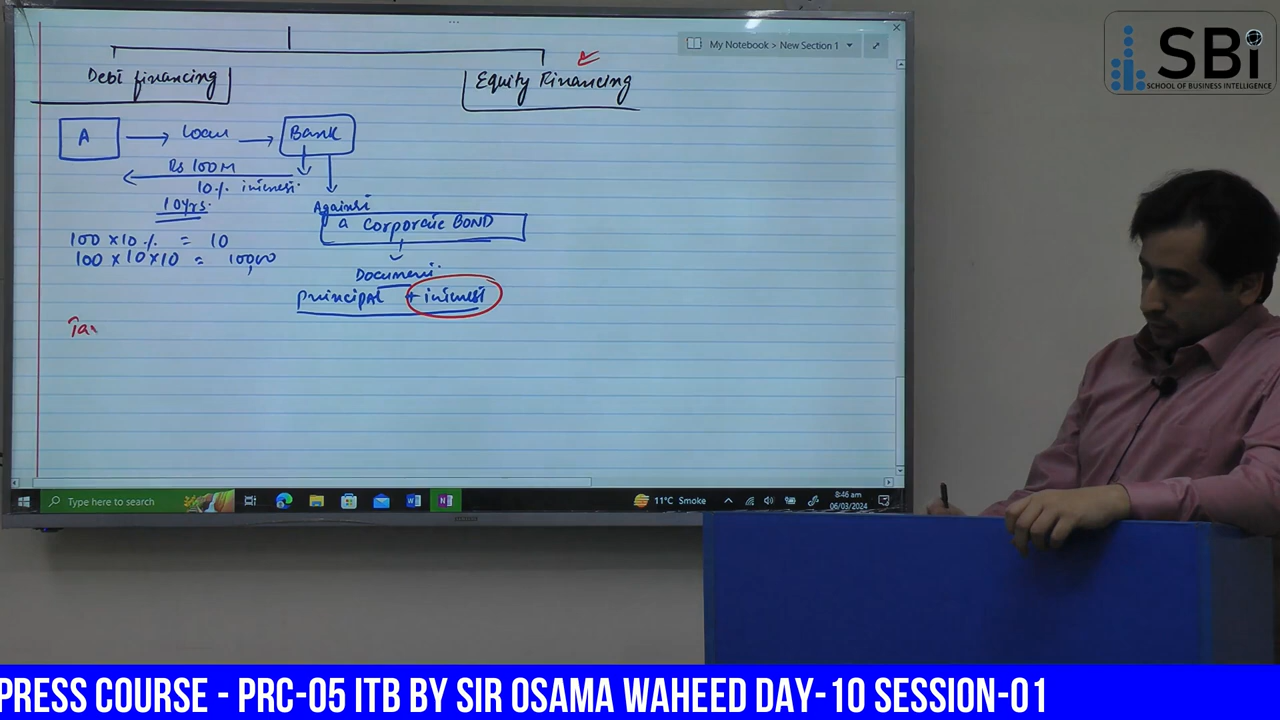 My Notebook > New Section 1
SBi
SCHOOL OF BUSINESS INTELLIGENCE
Debt financing
Equity Financing
A → Loan → Bank
Rs 100M
10% interest
10yrs.
Against
a corporate BOND
100 × 10% = 10
100 × 10 × 10 = 10000
Document
principal + interest
Ta
Type here to search
11°C Smoke
8:46 am
06/03/2024
SAMSUNG
PRESS COURSE - PRC-05 ITB BY SIR OSAMA WAHEED DAY-10 SESSION-01